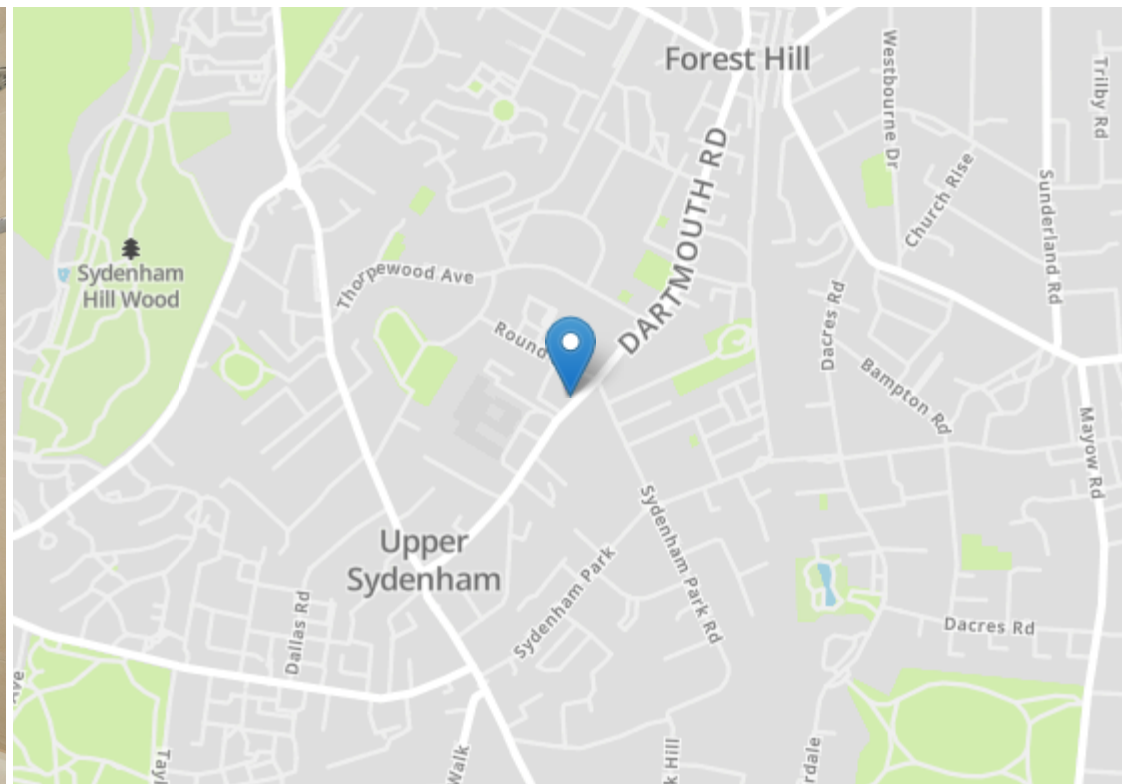 Forest Hill
DARTMOUTH RD
Westbourne Dr
Trilby Rd
Church Rise
Sunderland Rd
Sydenham
Hill Wood
Thorpewood Ave
Round
Dacres Rd
Bampton Rd
Mayow Rd
Upper
Sydenham
Sydenham Park Rd
Sydenham Park
Dallas Rd
Dacres Rd
Ave
Walk
Hill